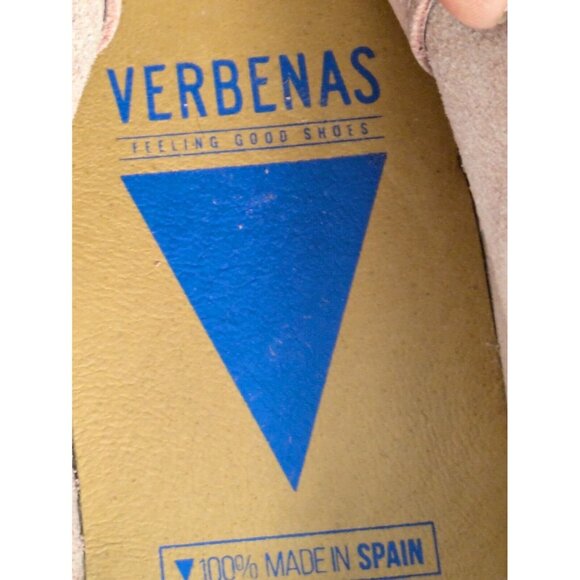 VERBENAS
FEELING GOOD SHOES
100% MADE IN SPAIN